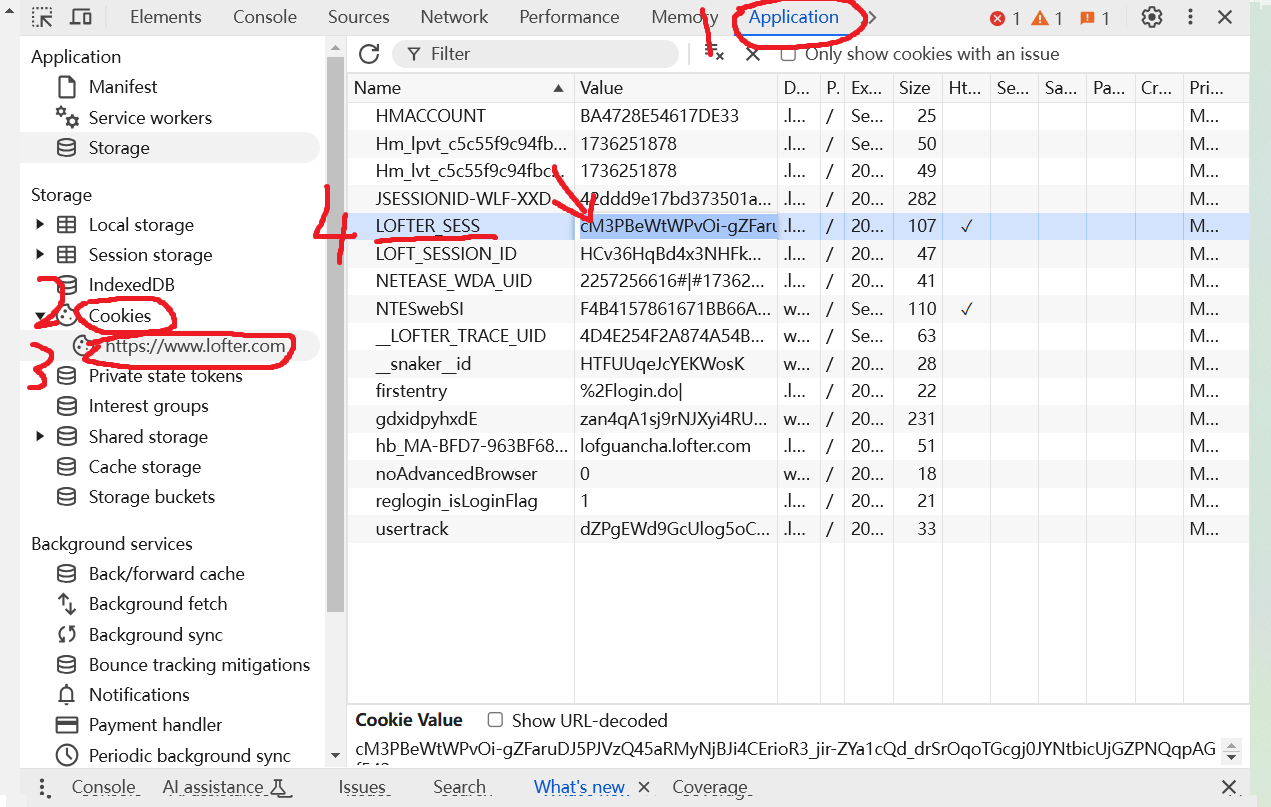 Elements Console Sources Network Performance Memory Application 1 1 1
1
Application
Manifest
Service workers
Storage
Storage
Local storage
Session storage
IndexedDB
2 Cookies
3 https://www.lofter.com
Private state tokens
Interest groups
Shared storage
Cache storage
Storage buckets
Background services
Back/forward cache
Background fetch
Background sync
Bounce tracking mitigations
Notifications
Payment handler
Periodic background sync
Filter Only show cookies with an issue
Name Value D... P. Ex... Size Ht... Se... Sa... Pa... Cr... Pri...
HMACCOUNT BA4728E54617DE33 .l... / Se... 25 M...
Hm_lpvt_c5c55f9c94fb... 1736251878 .l... / Se... 50 M...
Hm_lvt_c5c55f9c94fbc... 1736251878 .l... / 20... 49 M...
JSESSIONID-WLF-XXD 42ddd9e17bd373501a... .l... / 20... 282 M...
4 LOFTER_SESS cM3PBeWtWPvOi-gZFaru .l... / 20... 107 ✓ M...
LOFT_SESSION_ID HCv36HqBd4x3NHFk... .l... / 20... 47 M...
NETEASE_WDA_UID 2257256616#|#17362... .l... / 20... 41 M...
NTESwebSI F4B4157861671BB66A... w... / Se... 110 ✓ M...
__LOFTER_TRACE_UID 4D4E254F2A874A54B... w... / Se... 63 M...
__snaker__id HTFUUqeJcYEKWosK w... / 20... 28 M...
firstentry %2Flogin.do| .l... / 20... 22 M...
gdxidpyhxdE zan4qA1sj9rNJXyi4RU... w... / 20... 231 M...
hb_MA-BFD7-963BF68... lofguancha.lofter.com .l... / 20... 51 M...
noAdvancedBrowser 0 w... / 20... 18 M...
reglogin_isLoginFlag 1 .l... / 20... 21 M...
usertrack dZPgEWd9GcUlog5oC... .l... / 20... 33 M...
Cookie Value Show URL-decoded
cM3PBeWtWPvOi-gZFaruDJ5PJVzQ45aRMyNjBJi4CErioR3_jir-ZYa1cQd_drSrOqoTGcgj0JYNtbicUjGZPNQqpAG
Console AI assistance Issues Search What's new Coverage